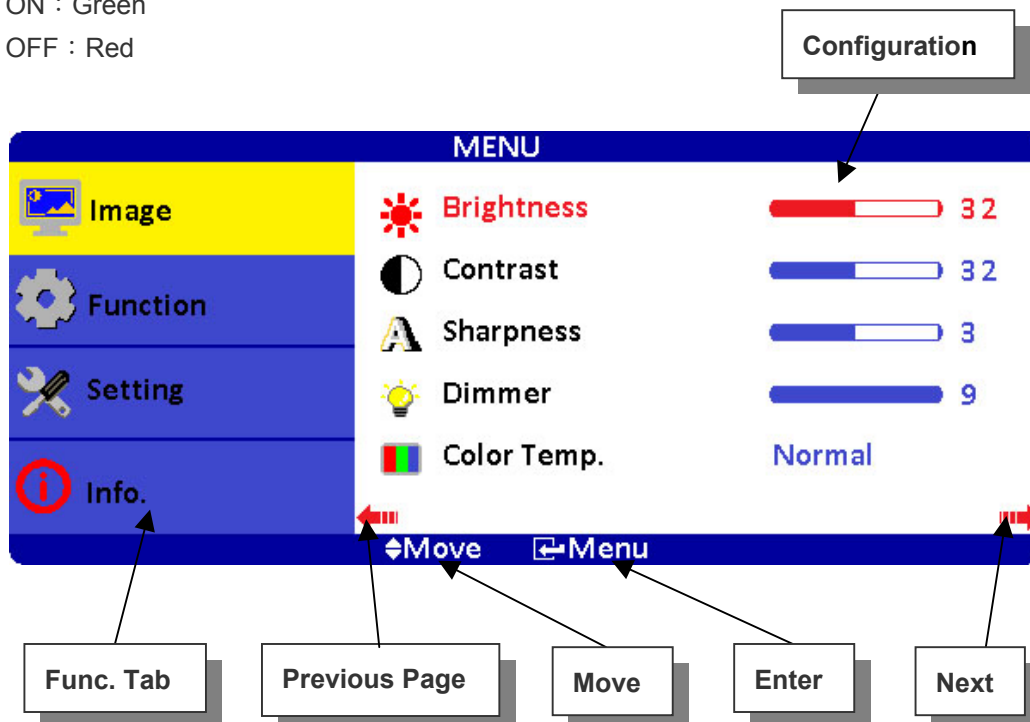 ON：Green
OFF：Red
Configuration
MENU
Image
Function
Setting
Info.
Brightness 32
Contrast 32
Sharpness 3
Dimmer 9
Color Temp. Normal
Move Menu
Func. Tab
Previous Page
Move
Enter
Next